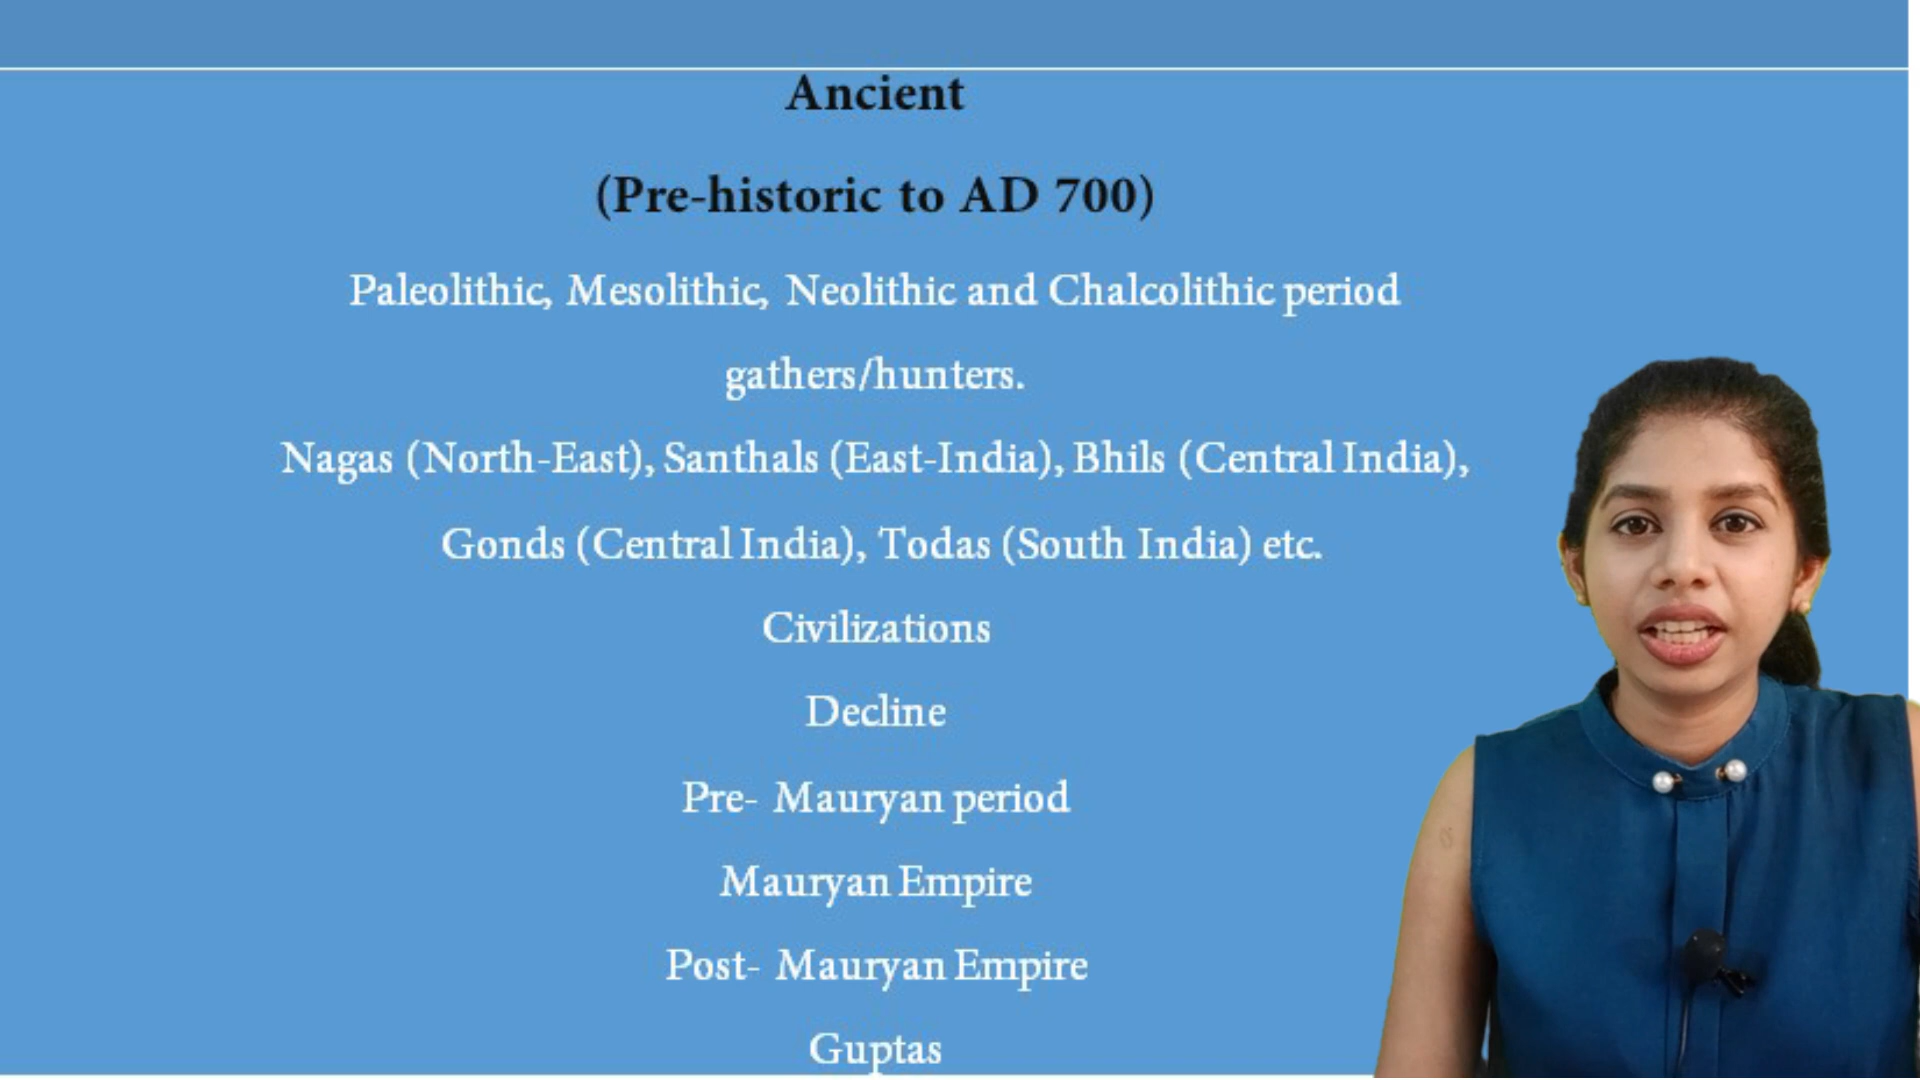 Ancient
(Pre-historic to AD 700)
Paleolithic, Mesolithic, Neolithic and Chalcolithic period
gathers/hunters.
Nagas (North-East), Santhals (East-India), Bhils (Central India),
Gonds (Central India), Todas (South India) etc.
Civilizations
Decline
Pre- Mauryan period
Mauryan Empire
Post- Mauryan Empire
Guptas